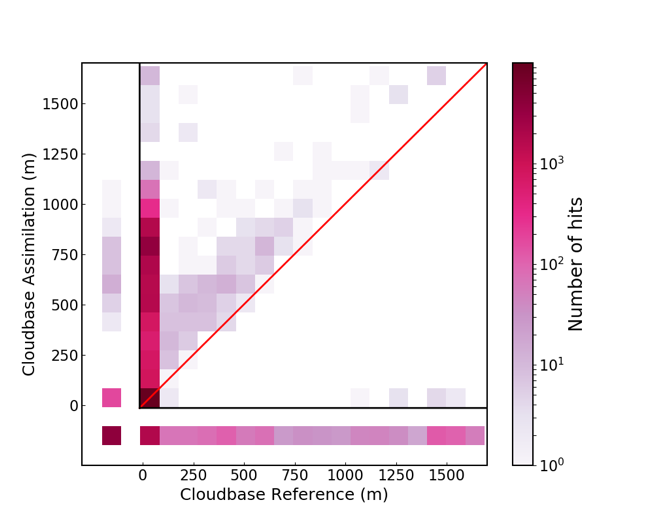 1500
1250
1000
750
500
250
0
Cloudbase Assimilation (m)
0 250 500 750 1000 1250 1500
Cloudbase Reference (m)
10³
10²
10¹
10⁰
Number of hits